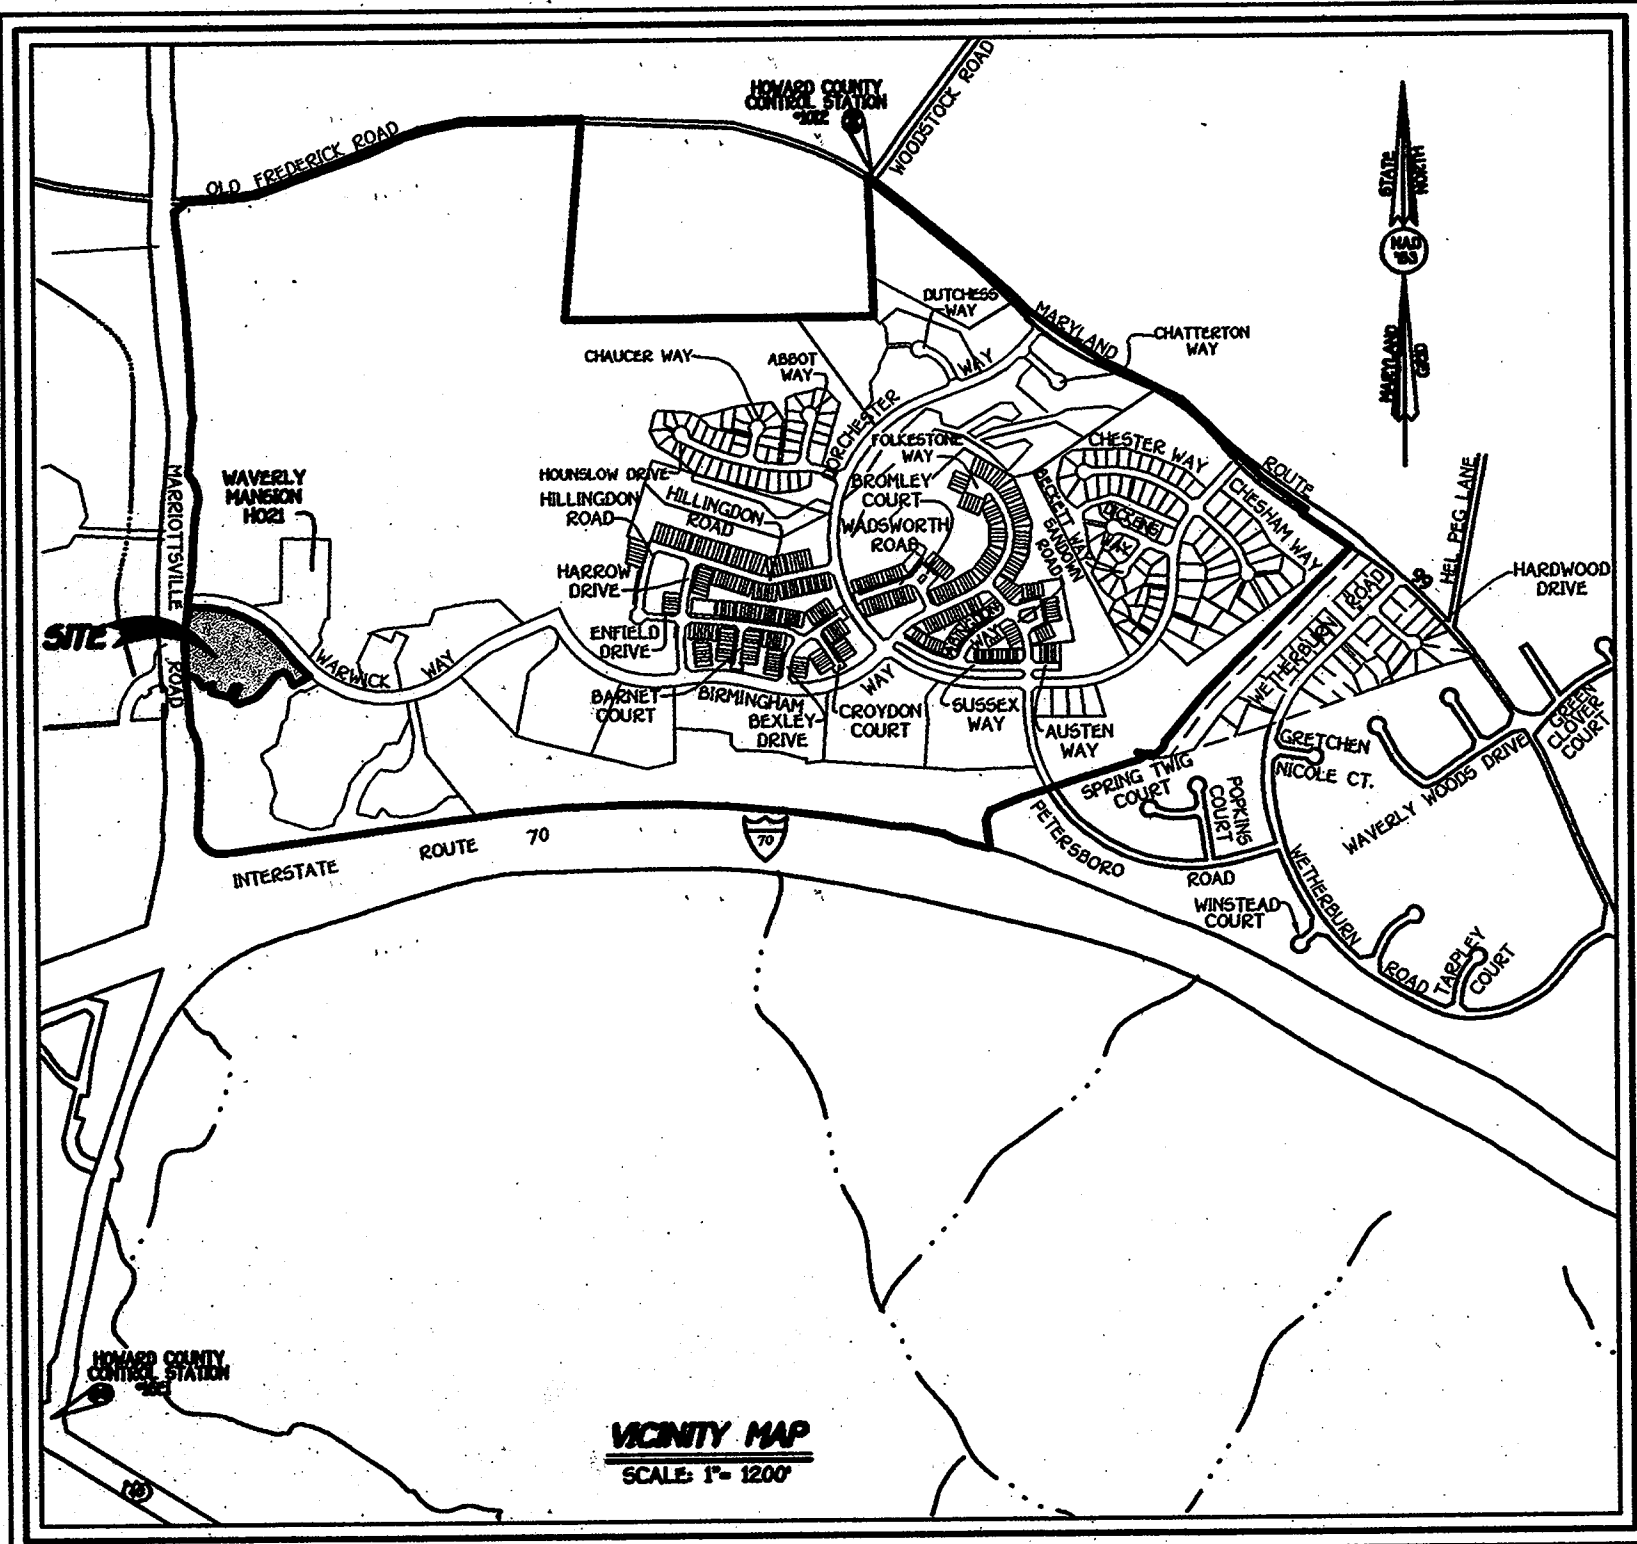 HOWARD COUNTY
CONTROL STATION
WOODSTOCK ROAD
OLD FREDERICK ROAD
STATE
NORTH
NAD
'83
MARYLAND
GRID
DUTCHESS
WAY
MARYLAND
CHATTERTON
WAY
CHAUCER WAY
ABBOT
WAY
WAY
DORCHESTER
FOLKESTONE
WAY
CHESTER WAY
ROUTE
99
HEL PEG LANE
WAVERLY
MANSION
HO21
MARRIOTTSVILLE
ROAD
HOUNSLOW DRIVE
HILLINGDON
ROAD
HILLINGDON
ROAD
BROMLEY
COURT
WADSWORTH
ROAD
BECKETT WAY
SANDOWN
ROAD
DICKENS
WAY
CHESHAM WAY
HARROW
DRIVE
HARDWOOD
DRIVE
SITE
ENFIELD
DRIVE
WARWICK
WAY
WAY
WETHERBURN ROAD
BARNET
COURT
BIRMINGHAM
WAY
BEXLEY
DRIVE
CROYDON
COURT
SUSSEX
WAY
AUSTEN
WAY
GREEN
CLOVER
COURT
GRETCHEN
NICOLE CT.
SPRING TWIG
COURT
POPKINS
COURT
WAVERLY WOODS DRIVE
PETERSBORO
ROAD
INTERSTATE
ROUTE
70
70
WETHERBURN
ROAD
WINSTEAD
COURT
TARPLEY
COURT
HOWARD COUNTY
CONTROL STATION
VICINITY MAP
SCALE: 1"= 1200'